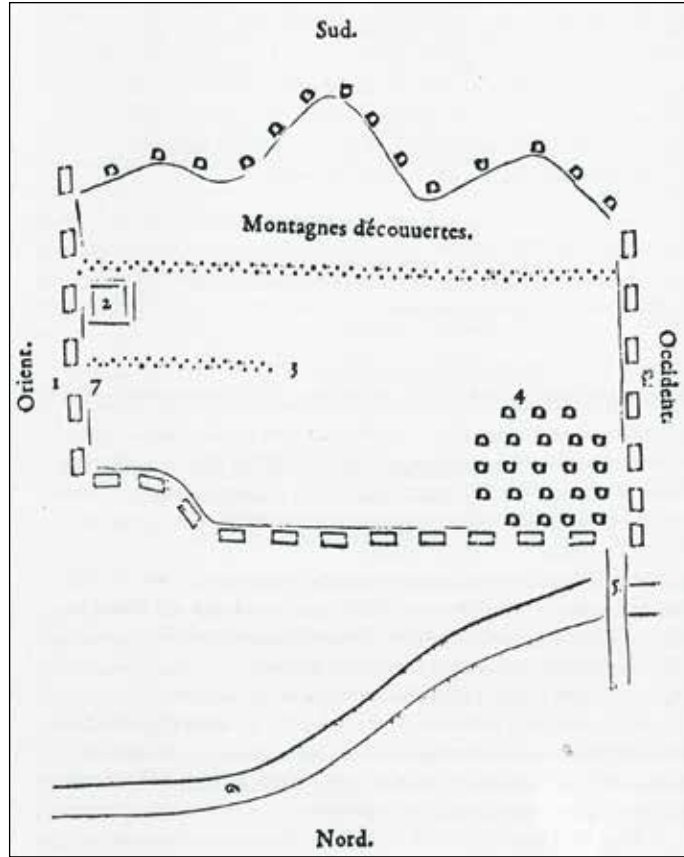 Sud.
Montagnes découuertes.
2
Orient.
Occident.
3
1 7
4
5
6
Nord.